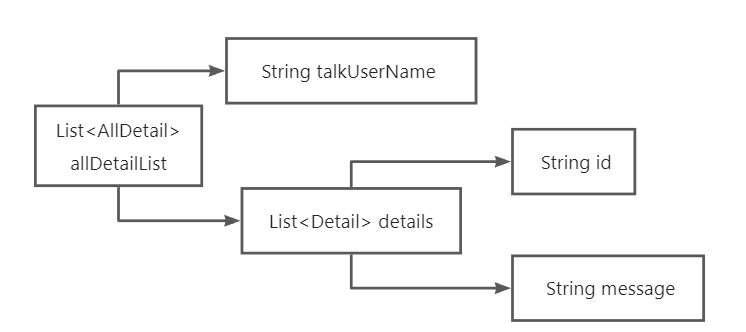 String talkUserName
List<AllDetail>
allDetailList
String id
List<Detail> details
String message